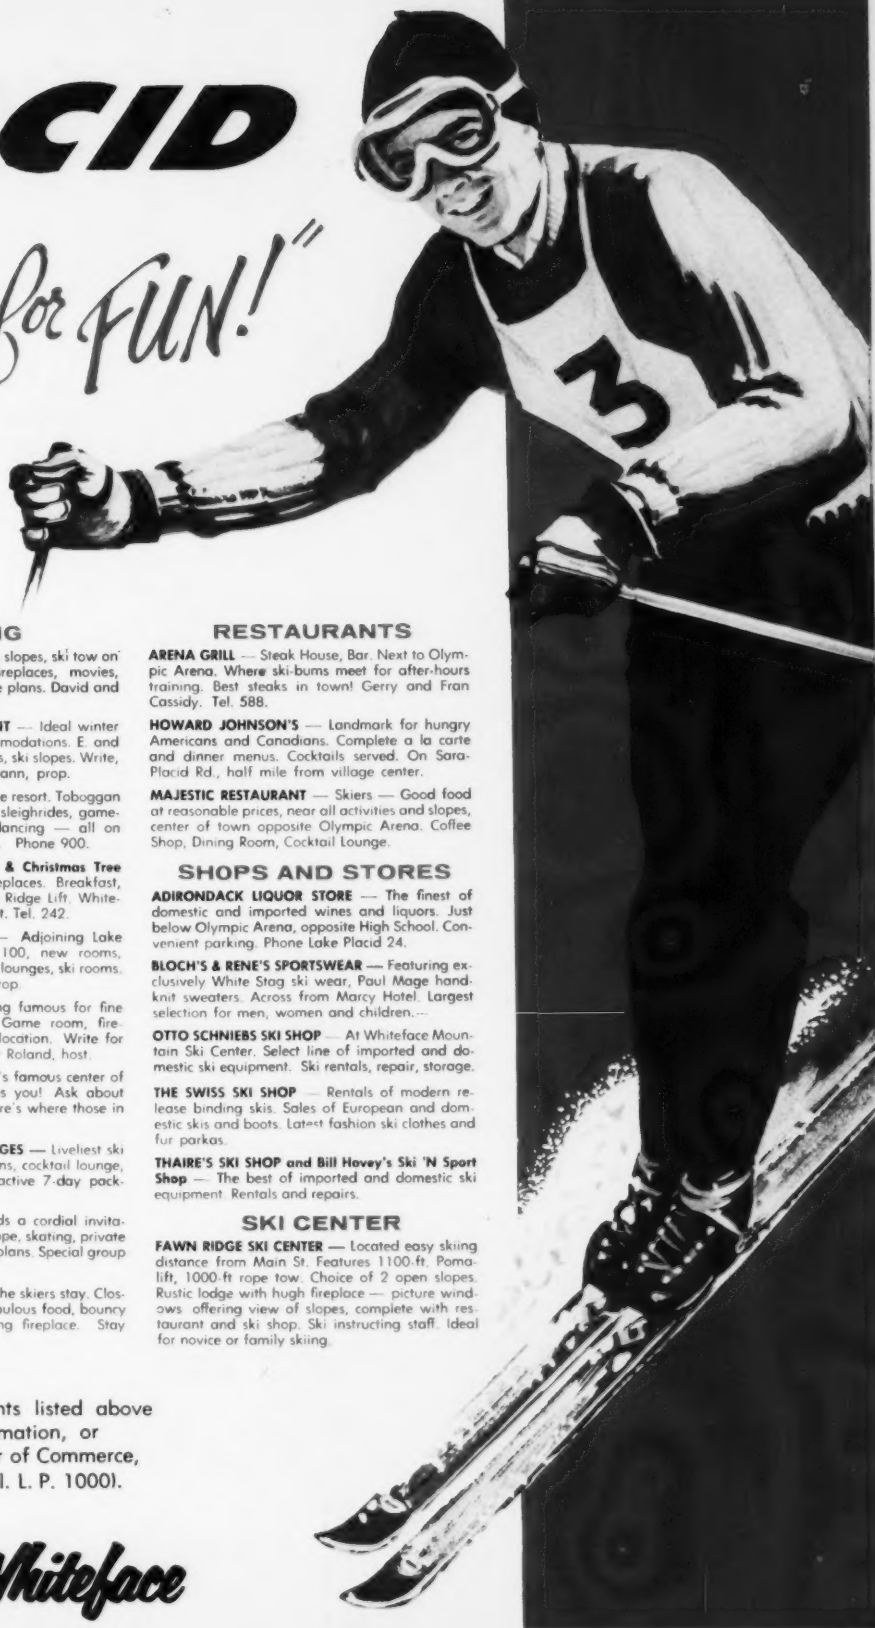 CID
for FUN!"
3
NG
slopes, ski tow on
replaces, movies,
plans. David and
NT — Ideal winter
modations. E. and
s, ski slopes. Write,
ann, prop.
e resort. Toboggan
sleighrides, game-
dancing — all on
Phone 900.
& Christmas Tree
eplaces. Breakfast,
Ridge Lift. White-
t. Tel. 242.
— Adjoining Lake
100, new rooms,
lounges, ski rooms.
rop.
ng famous for fine
Game room, fire-
location. Write for
Roland, host.
's famous center of
s you! Ask about
re's where those in
GES — Liveliest ski
ns, cocktail lounge,
active 7-day pack-
ds a cordial invita-
ope, skating, private
plans. Special group
he skiers stay. Clos-
bulous food, bouncy
ng fireplace. Stay
RESTAURANTS
ARENA GRILL — Steak House, Bar. Next to Olym-
pic Arena. Where ski-bums meet for after-hours
training. Best steaks in town! Gerry and Fran
Cassidy. Tel. 588.
HOWARD JOHNSON'S — Landmark for hungry
Americans and Canadians. Complete a la carte
and dinner menus. Cocktails served. On Sara-
Placid Rd., half mile from village center.
MAJESTIC RESTAURANT — Skiers — Good food
at reasonable prices, near all activities and slopes,
center of town opposite Olympic Arena. Coffee
Shop, Dining Room, Cocktail Lounge.
SHOPS AND STORES
ADIRONDACK LIQUOR STORE — The finest of
domestic and imported wines and liquors. Just
below Olympic Arena, opposite High School. Con-
venient parking. Phone Lake Placid 24.
BLOCH'S & RENE'S SPORTSWEAR — Featuring ex-
clusively White Stag ski wear, Paul Mage hand-
knit sweaters. Across from Marcy Hotel. Largest
selection for men, women and children.
OTTO SCHNIEBS SKI SHOP — At Whiteface Moun-
tain Ski Center. Select line of imported and do-
mestic ski equipment. Ski rentals, repair, storage.
THE SWISS SKI SHOP — Rentals of modern re-
lease binding skis. Sales of European and dom-
estic skis and boots. Latest fashion ski clothes and
fur parkas.
THAIRE'S SKI SHOP and Bill Hovey's Ski 'N Sport
Shop — The best of imported and domestic ski
equipment. Rentals and repairs.
SKI CENTER
FAWN RIDGE SKI CENTER — Located easy skiing
distance from Main St. Features 1100-ft. Poma-
lift, 1000-ft rope tow. Choice of 2 open slopes.
Rustic lodge with hugh fireplace — picture wind-
ows offering view of slopes, complete with res-
taurant and ski shop. Ski instructing staff. Ideal
for novice or family skiing.
nts listed above
mation, or
r of Commerce,
l. L. P. 1000).
Whiteface